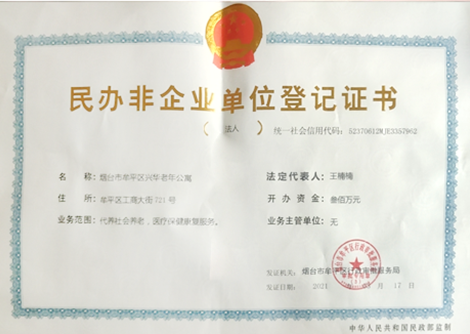 民办非企业单位登记证书
（法人） 统一社会信用代码：52370612MJE3357962
名称：烟台市牟平区兴华老年公寓
法定代表人：王楠楠
住所：牟平区工商大街721号
开办资金：叁佰万元
业务范围：代养社会养老，医疗保健康复服务。
业务主管单位：无
发证机关：烟台市牟平区行政审批服务局
发证日期：2021 月17日
中华人民共和国民政部监制